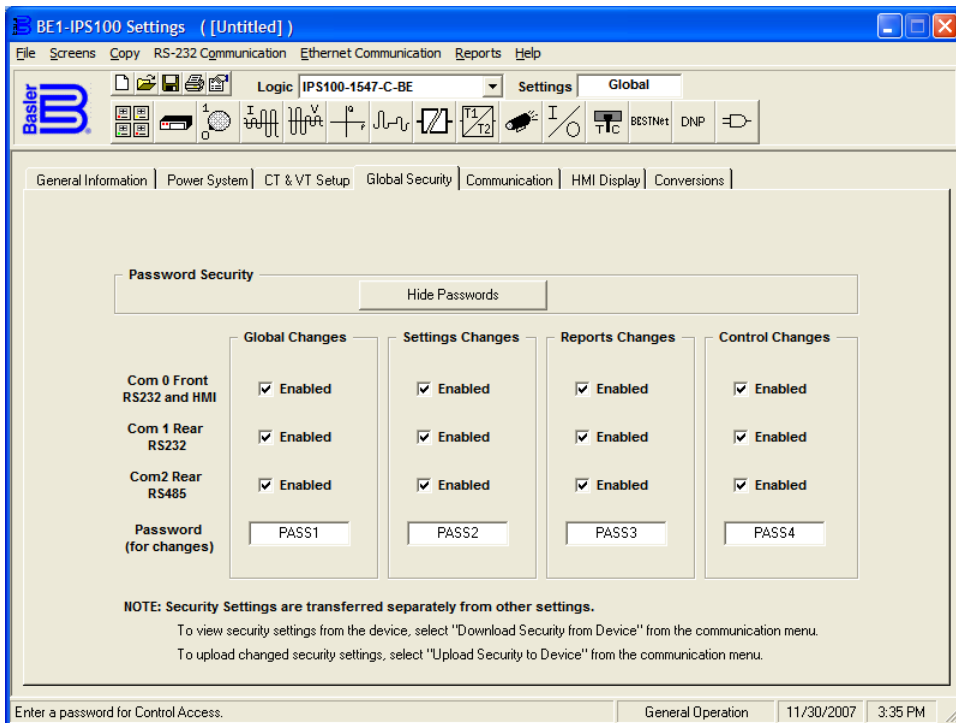 BE1-IPS100 Settings ( [Untitled] )
File Screens Copy RS-232 Communication Ethernet Communication Reports Help
Basler
Logic IPS100-1547-C-BE Settings Global
1 0 I V T1 T2 I O T C BESTNet DNP
General Information Power System CT & VT Setup Global Security Communication HMI Display Conversions
Password Security
Hide Passwords
Global Changes Settings Changes Reports Changes Control Changes
Com 0 Front
RS232 and HMI
Enabled Enabled Enabled Enabled
Com 1 Rear
RS232
Enabled Enabled Enabled Enabled
Com2 Rear
RS485
Enabled Enabled Enabled Enabled
Password
(for changes)
PASS1 PASS2 PASS3 PASS4
NOTE: Security Settings are transferred separately from other settings.
To view security settings from the device, select "Download Security from Device" from the communication menu.
To upload changed security settings, select "Upload Security to Device" from the communication menu.
Enter a password for Control Access. General Operation 11/30/2007 3:35 PM